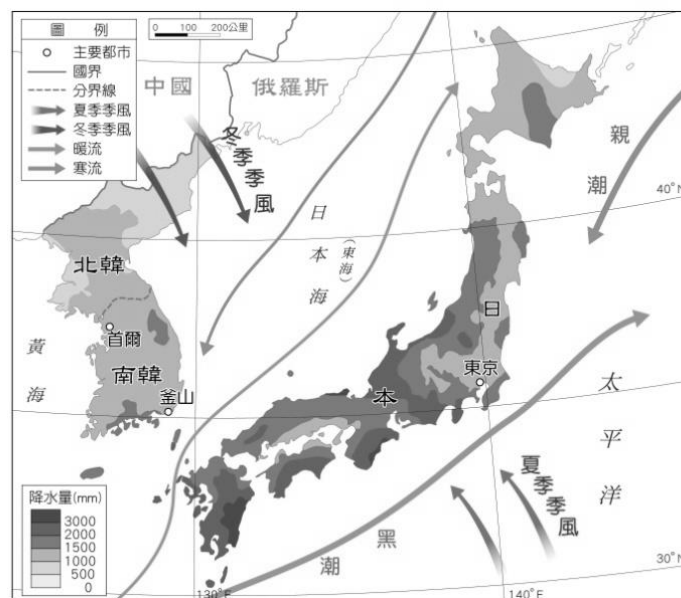 圖 例
主要都市
國界
分界線
夏季季風
冬季季風
暖流
寒流
0 100 200公里
中國
俄羅斯
冬季季風
日本海
(東海)
親潮
40°N
北韓
首爾
南韓
釜山
黃海
日本
東京
太平洋
夏季季風
黑潮
30°N
130°E
140°E
降水量(mm)
3000
2000
1500
1000
500
0